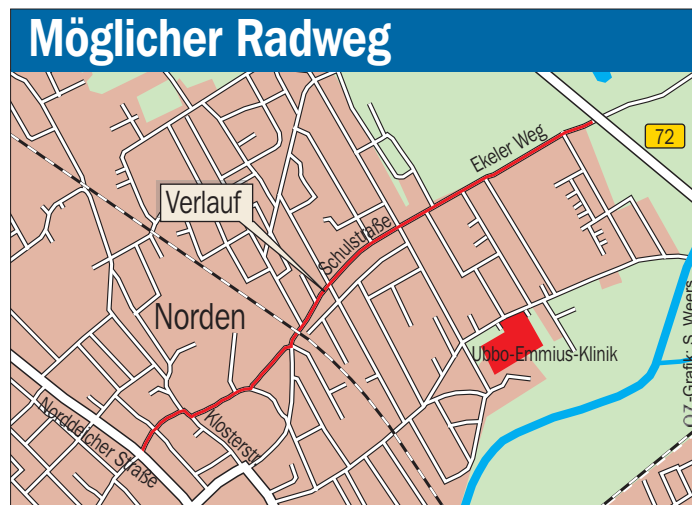 Möglicher Radweg
72
Ekeler Weg
Verlauf
Schulstraße
Norden
Ubbo-Emmius-Klinik
Norddeicher Straße
Klosterstr.
OZ-Grafik: S. Weers